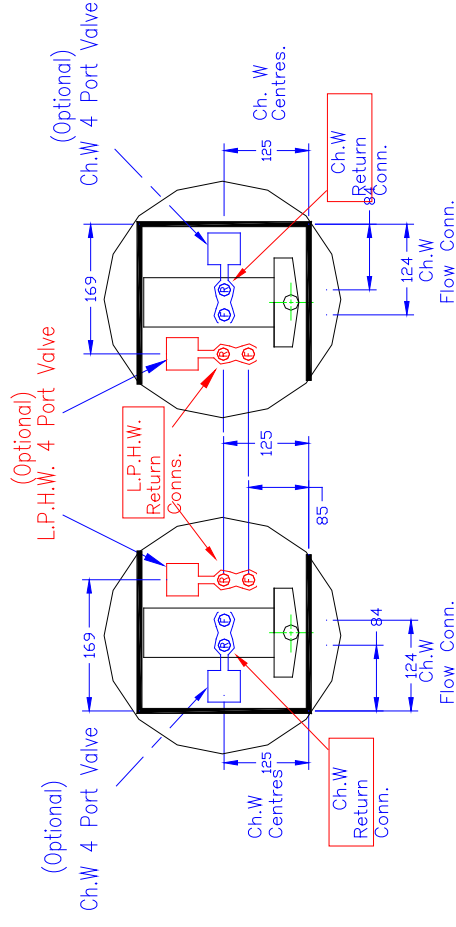 (Optional)
Ch.W 4 Port Valve
(Optional)
L.P.H.W. 4 Port Valve
(Optional)
Ch.W 4 Port Valve
169
169
L.P.H.W.
Return
Conns.
R
F
R
F
R
F
F
R
125
Ch.W
Centres
125
85
125
Ch. W
Centres.
84
124
Ch.W
Flow Conn.
Ch.W
Return
Conn.
84
124
Ch.W
Flow Conn.
Ch.W
Return
Conn.